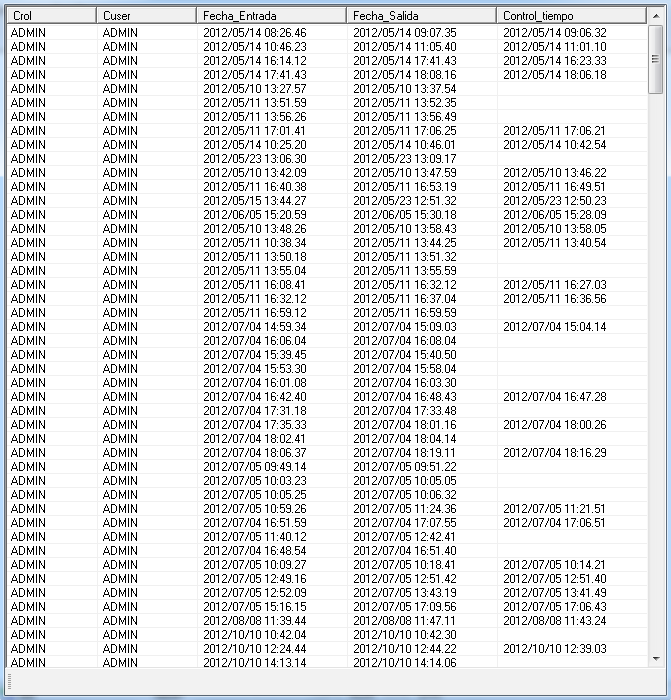 Crol Cuser Fecha_Entrada Fecha_Salida Control_tiempo
ADMIN ADMIN 2012/05/14 08:26.46 2012/05/14 09:07.35 2012/05/14 09:06.32
ADMIN ADMIN 2012/05/14 10:46.23 2012/05/14 11:05.40 2012/05/14 11:01.10
ADMIN ADMIN 2012/05/14 16:14.12 2012/05/14 17:41.43 2012/05/14 16:23.33
ADMIN ADMIN 2012/05/14 17:41.43 2012/05/14 18:08.16 2012/05/14 18:06.18
ADMIN ADMIN 2012/05/10 13:27.57 2012/05/10 13:37.54
ADMIN ADMIN 2012/05/11 13:51.59 2012/05/11 13:52.35
ADMIN ADMIN 2012/05/11 13:56.26 2012/05/11 13:56.49
ADMIN ADMIN 2012/05/11 17:01.41 2012/05/11 17:06.25 2012/05/11 17:06.21
ADMIN ADMIN 2012/05/14 10:25.20 2012/05/14 10:46.01 2012/05/14 10:42.54
ADMIN ADMIN 2012/05/23 13:06.30 2012/05/23 13:09.17
ADMIN ADMIN 2012/05/10 13:42.09 2012/05/10 13:47.59 2012/05/10 13:46.22
ADMIN ADMIN 2012/05/11 16:40.38 2012/05/11 16:53.19 2012/05/11 16:49.51
ADMIN ADMIN 2012/05/15 13:44.27 2012/05/23 12:51.32 2012/05/23 12:50.23
ADMIN ADMIN 2012/06/05 15:20.59 2012/06/05 15:30.18 2012/06/05 15:28.09
ADMIN ADMIN 2012/05/10 13:48.26 2012/05/10 13:58.43 2012/05/10 13:58.05
ADMIN ADMIN 2012/05/11 10:38.34 2012/05/11 13:44.25 2012/05/11 13:40.54
ADMIN ADMIN 2012/05/11 13:50.18 2012/05/11 13:51.32
ADMIN ADMIN 2012/05/11 13:55.04 2012/05/11 13:55.59
ADMIN ADMIN 2012/05/11 16:08.41 2012/05/11 16:32.12 2012/05/11 16:27.03
ADMIN ADMIN 2012/05/11 16:32.12 2012/05/11 16:37.04 2012/05/11 16:36.56
ADMIN ADMIN 2012/05/11 16:59.12 2012/05/11 16:59.59
ADMIN ADMIN 2012/07/04 14:59.34 2012/07/04 15:09.03 2012/07/04 15:04.14
ADMIN ADMIN 2012/07/04 16:06.04 2012/07/04 16:08.04
ADMIN ADMIN 2012/07/04 15:39.45 2012/07/04 15:40.50
ADMIN ADMIN 2012/07/04 15:53.30 2012/07/04 15:58.04
ADMIN ADMIN 2012/07/04 16:01.08 2012/07/04 16:03.30
ADMIN ADMIN 2012/07/04 16:42.40 2012/07/04 16:48.43 2012/07/04 16:47.28
ADMIN ADMIN 2012/07/04 17:31.18 2012/07/04 17:33.48
ADMIN ADMIN 2012/07/04 17:35.33 2012/07/04 18:01.16 2012/07/04 18:00.26
ADMIN ADMIN 2012/07/04 18:02.41 2012/07/04 18:04.14
ADMIN ADMIN 2012/07/04 18:06.37 2012/07/04 18:19.11 2012/07/04 18:16.29
ADMIN ADMIN 2012/07/05 09:49.14 2012/07/05 09:51.22
ADMIN ADMIN 2012/07/05 10:03.23 2012/07/05 10:05.05
ADMIN ADMIN 2012/07/05 10:05.25 2012/07/05 10:06.32
ADMIN ADMIN 2012/07/05 10:59.26 2012/07/05 11:24.36 2012/07/05 11:21.51
ADMIN ADMIN 2012/07/04 16:51.59 2012/07/04 17:07.55 2012/07/04 17:06.51
ADMIN ADMIN 2012/07/05 11:40.12 2012/07/05 12:42.41
ADMIN ADMIN 2012/07/04 16:48.54 2012/07/04 16:51.40
ADMIN ADMIN 2012/07/05 10:09.27 2012/07/05 10:18.41 2012/07/05 10:14.21
ADMIN ADMIN 2012/07/05 12:49.16 2012/07/05 12:51.42 2012/07/05 12:51.40
ADMIN ADMIN 2012/07/05 12:52.09 2012/07/05 13:43.19 2012/07/05 13:41.49
ADMIN ADMIN 2012/07/05 15:16.15 2012/07/05 17:09.56 2012/07/05 17:06.43
ADMIN ADMIN 2012/08/08 11:39.44 2012/08/08 11:47.11 2012/08/08 11:43.24
ADMIN ADMIN 2012/10/10 10:42.04 2012/10/10 10:42.30
ADMIN ADMIN 2012/10/10 12:24.44 2012/10/10 12:44.22 2012/10/10 12:39.03
ADMIN ADMIN 2012/10/10 14:13.14 2012/10/10 14:14.06